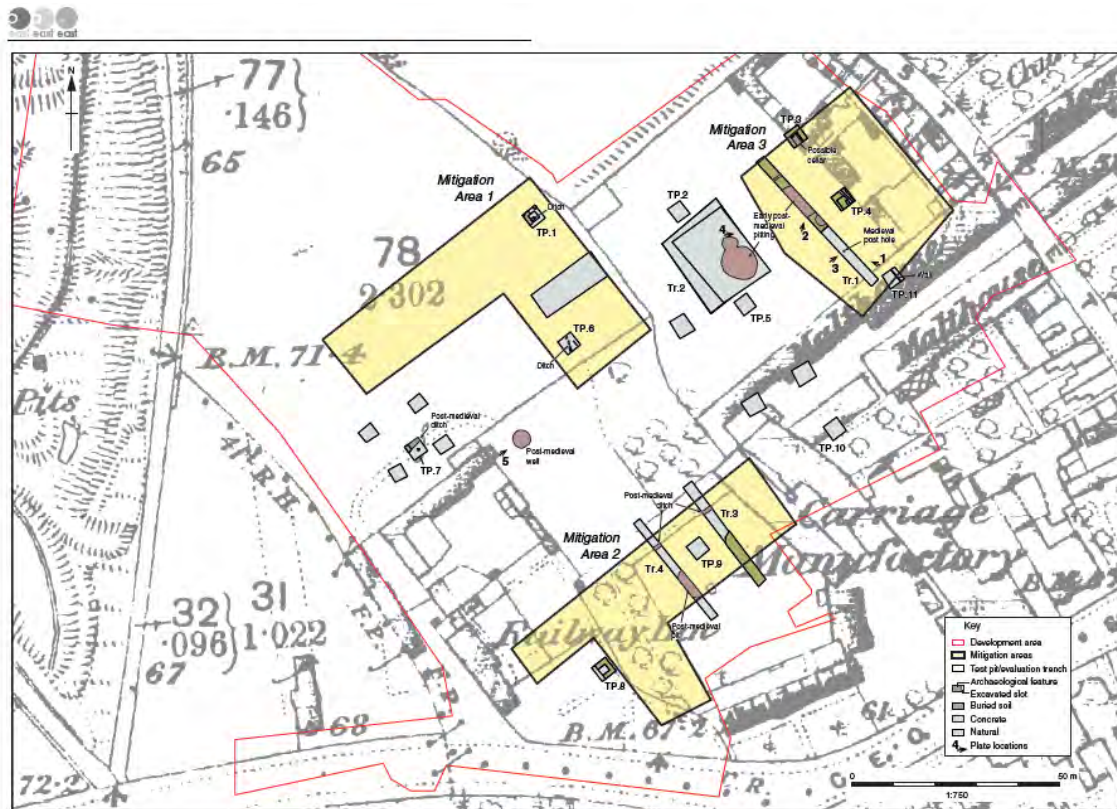 east east east
N
77
·146
65
78
2·302
B.M. 71·4
Pits
4 ft. R.H.
F.P.
32
·096
31
1·022
67
68
72·2
B.M. 67·2
61
Mitigation
Area 1
Ditch
TP.1
TP.6
Ditch
Mitigation
Area 3
TP.3
Possible
cellar
TP.4
TP.2
4
Early post-
medieval
pitting
2
Medieval
post hole
3
1
Tr.1
Wall
TP.11
Tr.2
TP.5
Malthouse
TP.10
Post-medieval
ditch
TP.7
5
Post-medieval
well
Mitigation
Area 2
Post-medieval
ditch
Tr.3
TP.9
Tr.4
Post-medieval
TP.8
Carriage
Manufactory
Railway Inn
Key
Development area
Mitigation areas
Test pit/evaluation trench
Archaeological feature
Excavated slot
Buried soil
Concrete
Natural
4 Plate locations
0
50 m
1:750